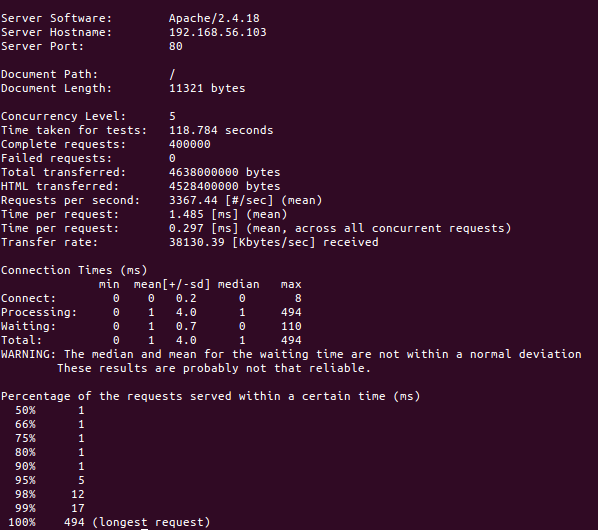 Server Software:        Apache/2.4.18
Server Hostname:        192.168.56.103
Server Port:            80

Document Path:          /
Document Length:        11321 bytes

Concurrency Level:      5
Time taken for tests:   118.784 seconds
Complete requests:      400000
Failed requests:        0
Total transferred:      4638000000 bytes
HTML transferred:       4528400000 bytes
Requests per second:    3367.44 [#/sec] (mean)
Time per request:       1.485 [ms] (mean)
Time per request:       0.297 [ms] (mean, across all concurrent requests)
Transfer rate:          38130.39 [Kbytes/sec] received

Connection Times (ms)
              min  mean[+/-sd] median   max
Connect:        0    0   0.2      0       8
Processing:     0    1   4.0      1     494
Waiting:        0    1   0.7      0     110
Total:          0    1   4.0      1     494
WARNING: The median and mean for the waiting time are not within a normal deviation
        These results are probably not that reliable.

Percentage of the requests served within a certain time (ms)
  50%      1
  66%      1
  75%      1
  80%      1
  90%      1
  95%      5
  98%     12
  99%     17
 100%    494 (longest request)